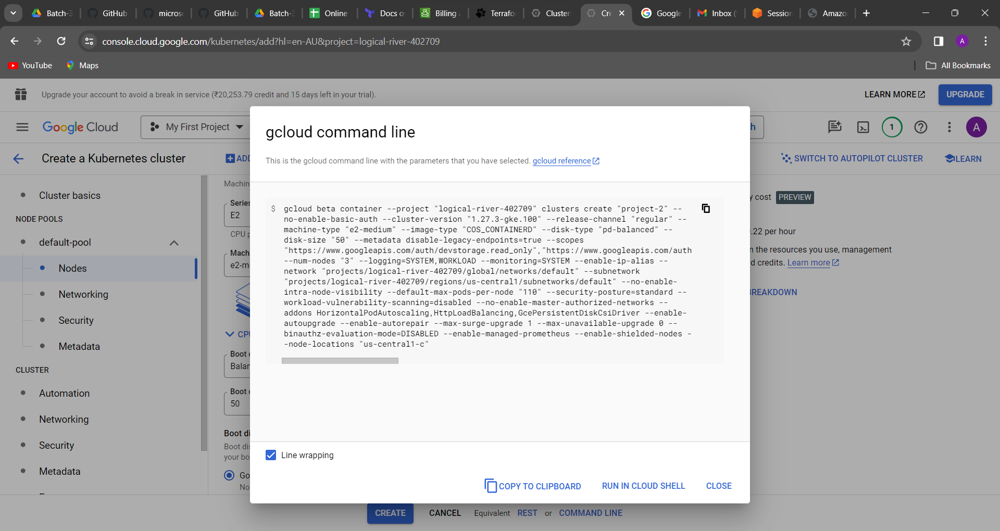 Batch-3
GitHub
micros
GitHub
Batch-
Online
Docs o
Billing
Terrafo
Cluster
Cre
Google
Inbox (
Session
Amazo
console.cloud.google.com/kubernetes/add?hl=en-AU&project=logical-river-402709
A
YouTube
Maps
All Bookmarks
Upgrade your account to avoid a break in service (₹20,253.79 credit and 15 days left in your trial).
LEARN MORE
UPGRADE
Google Cloud
My First Project
h
1
A
Create a Kubernetes cluster
ADD
SWITCH TO AUTOPILOT CLUSTER
LEARN
Cluster basics
NODE POOLS
default-pool
Nodes
Networking
Security
Metadata
CLUSTER
Automation
Networking
Security
Metadata
Machin
Series
E2
CPU p
Mach
e2-m
CPU
Boot
Balan
Boot
50
Boot di
Boot dis
your bo
Go
No
gcloud command line
This is the gcloud command line with the parameters that you have selected. gcloud reference
$ gcloud beta container --project "logical-river-402709" clusters create "project-2" --
no-enable-basic-auth --cluster-version "1.27.3-gke.100" --release-channel "regular" --
machine-type "e2-medium" --image-type "COS_CONTAINERD" --disk-type "pd-balanced" --
disk-size "50" --metadata disable-legacy-endpoints=true --scopes
"https://www.googleapis.com/auth/devstorage.read_only","https://www.googleapis.com/auth
--num-nodes "3" --logging=SYSTEM,WORKLOAD --monitoring=SYSTEM --enable-ip-alias --
network "projects/logical-river-402709/global/networks/default" --subnetwork
"projects/logical-river-402709/regions/us-central1/subnetworks/default" --no-enable-
intra-node-visibility --default-max-pods-per-node "110" --security-posture=standard --
workload-vulnerability-scanning=disabled --no-enable-master-authorized-networks --
addons HorizontalPodAutoscaling,HttpLoadBalancing,GcePersistentDiskCsiDriver --enable-
autoupgrade --enable-autorepair --max-surge-upgrade 1 --max-unavailable-upgrade 0 --
binauthz-evaluation-mode=DISABLED --enable-managed-prometheus --enable-shielded-nodes -
-node-locations "us-central1-c"
Line wrapping
COPY TO CLIPBOARD
RUN IN CLOUD SHELL
CLOSE
y cost PREVIEW
.22 per hour
n the resources you use, management
d credits. Learn more
BREAKDOWN
CREATE
CANCEL
Equivalent REST or COMMAND LINE